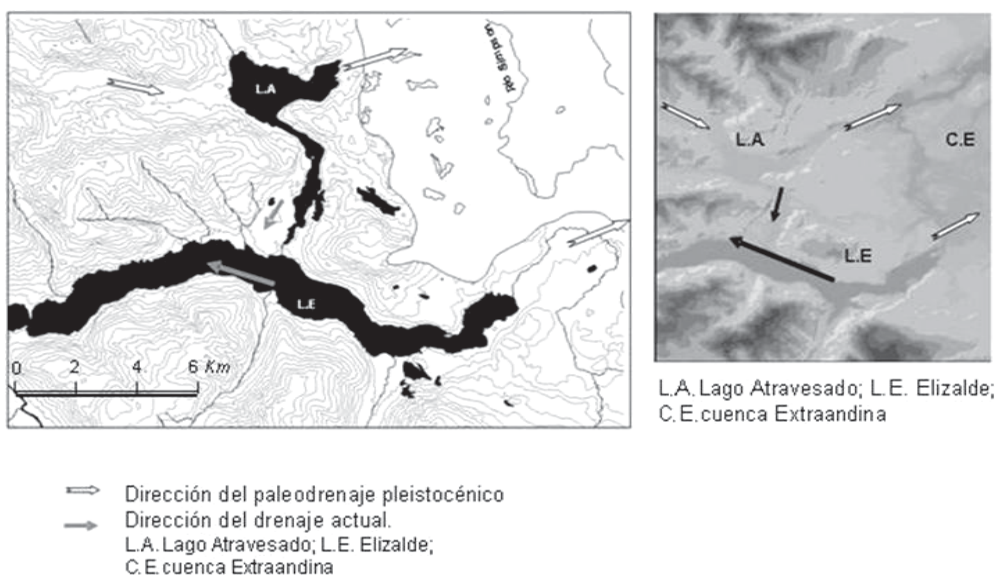 L.A
Río Simpson
L.E
0 2 4 6 Km
L.A
C.E
L.E
L.A. Lago Atravesado; L.E. Elizalde;
C.E.cuenca Extraandina
Dirección del paleodrenaje pleistocénico
Dirección del drenaje actual.
L.A. Lago Atravesado; L.E. Elizalde;
C.E.cuenca Extraandina